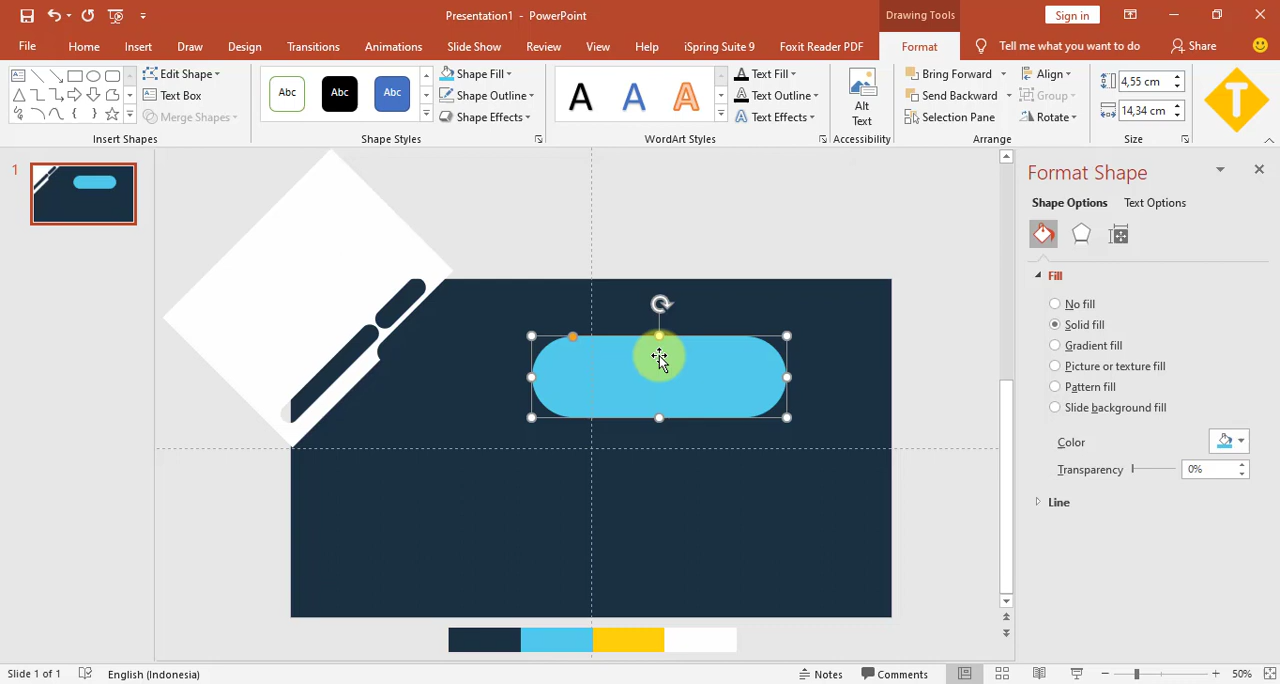 Presentation1 - PowerPoint
Drawing Tools
Sign in
File Home Insert Draw Design Transitions Animations Slide Show Review View Help iSpring Suite 9 Foxit Reader PDF Format Tell me what you want to do Share
Edit Shape
Text Box
Merge Shapes
Insert Shapes
Abc Abc Abc
Shape Fill
Shape Outline
Shape Effects
Shape Styles
A A A
Text Fill
Text Outline
Text Effects
WordArt Styles
Alt
Text
Accessibility
Bring Forward
Send Backward
Selection Pane
Align
Group
Rotate
Arrange
4,55 cm
14,34 cm
Size
T
1
Format Shape
Shape Options Text Options
Fill
No fill
Solid fill
Gradient fill
Picture or texture fill
Pattern fill
Slide background fill
Color
Transparency 0%
Line
Slide 1 of 1 English (Indonesia) Notes Comments 50%